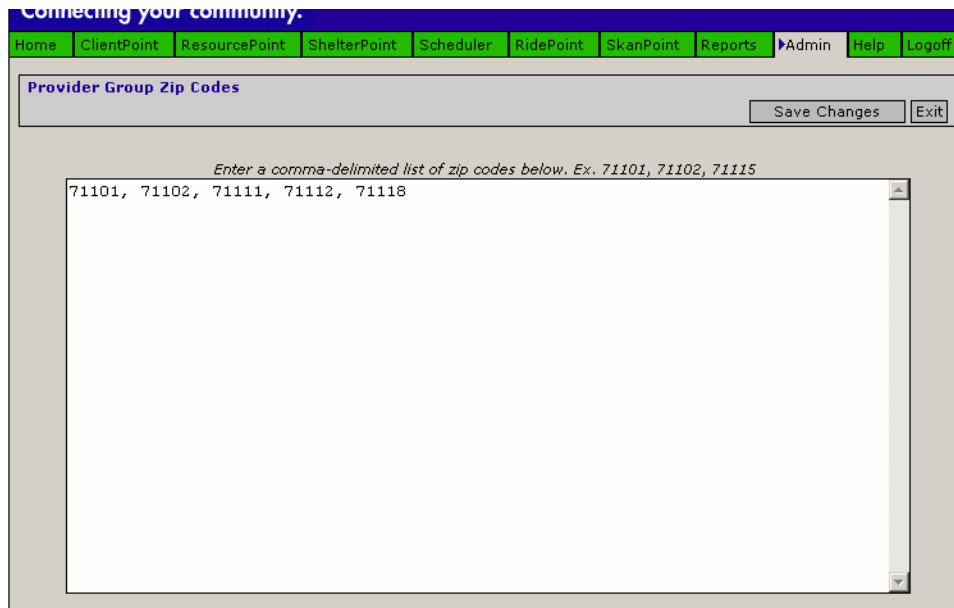 Connecting your community.
Home ClientPoint ResourcePoint ShelterPoint Scheduler RidePoint SkanPoint Reports Admin Help Logoff
Provider Group Zip Codes
Save Changes Exit
Enter a comma-delimited list of zip codes below. Ex. 71101, 71102, 71115
71101, 71102, 71111, 71112, 71118